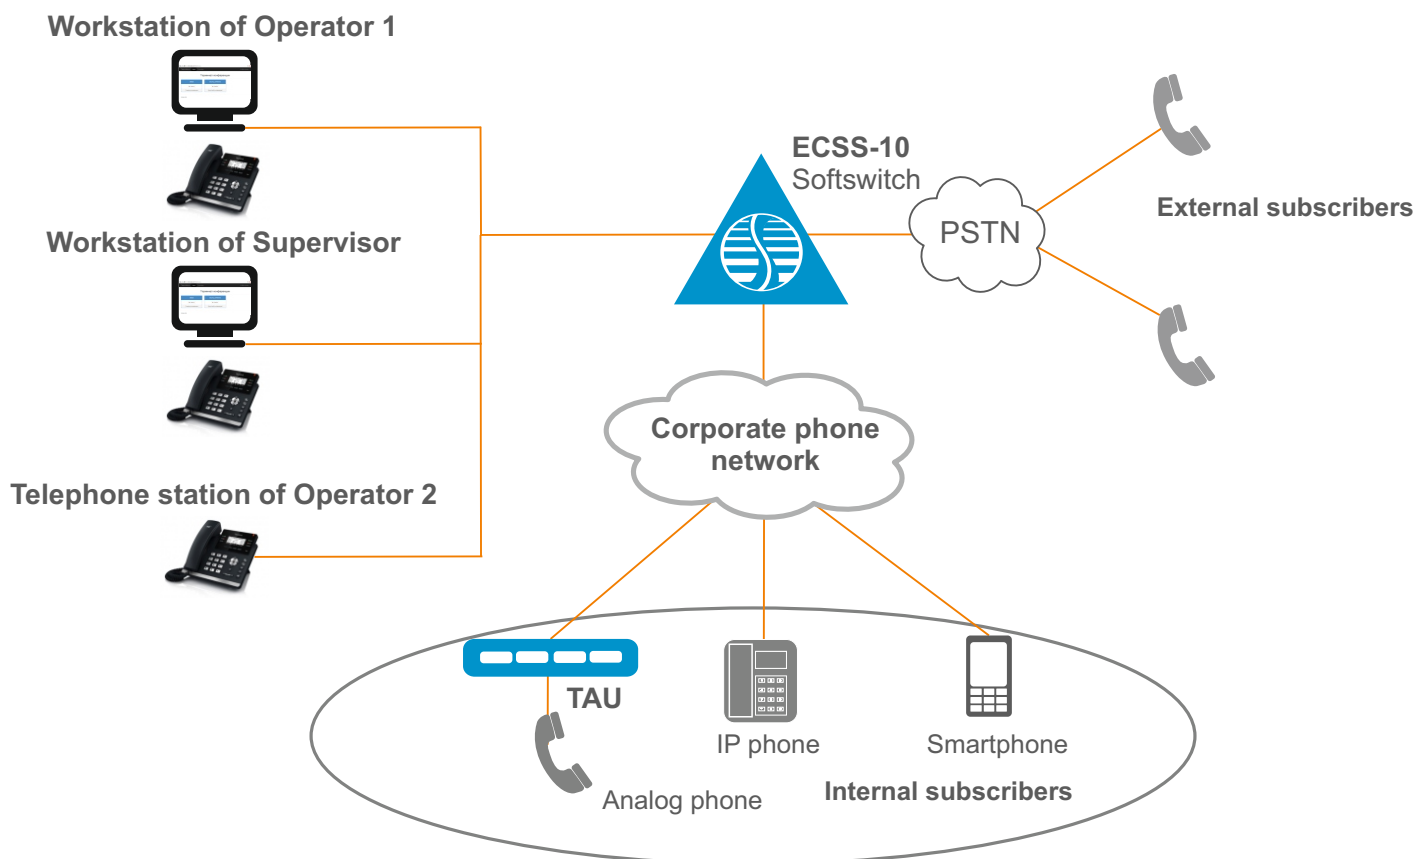 Workstation of Operator 1
ECSS-10
Softswitch
External subscribers
PSTN
Workstation of Supervisor
Corporate phone
network
Telephone station of Operator 2
TAU
IP phone
Smartphone
Analog phone
Internal subscribers